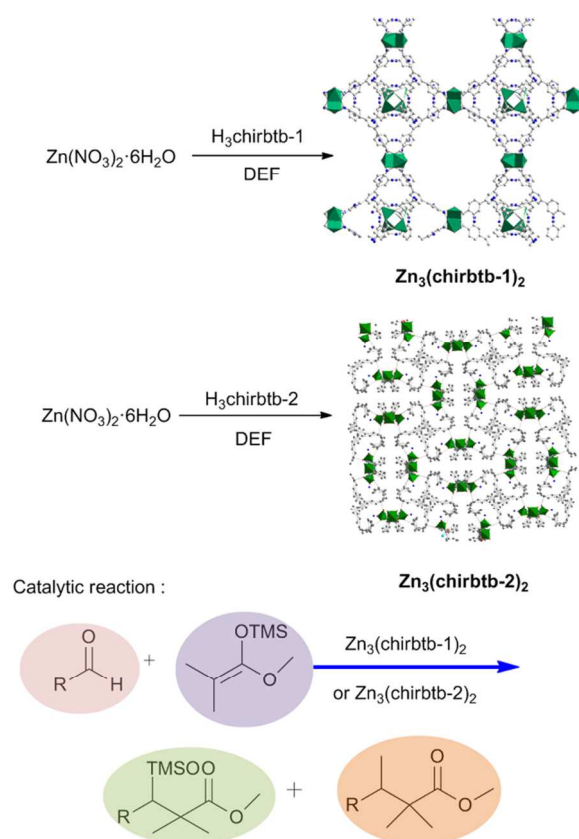 Zn(NO3)2·6H2O
H3chirbtb-1
DEF
Zn3(chirbtb-1)2
Zn(NO3)2·6H2O
H3chirbtb-2
DEF
Zn3(chirbtb-2)2
Catalytic reaction :
O
R
H
+
OTMS
O
Zn3(chirbtb-1)2
or Zn3(chirbtb-2)2
TMSOO
R
O
+
O
R
O